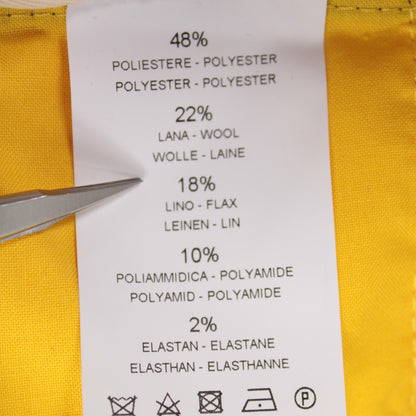 48%
POLIESTERE - POLYESTER
POLYESTER - POLYESTER
22%
LANA - WOOL
WOLLE - LAINE
18%
LINO - FLAX
LEINEN - LIN
10%
POLIAMMIDICA - POLYAMIDE
POLYAMID - POLYAMIDE
2%
ELASTAN - ELASTANE
ELASTHAN - ELASTHANNE
P